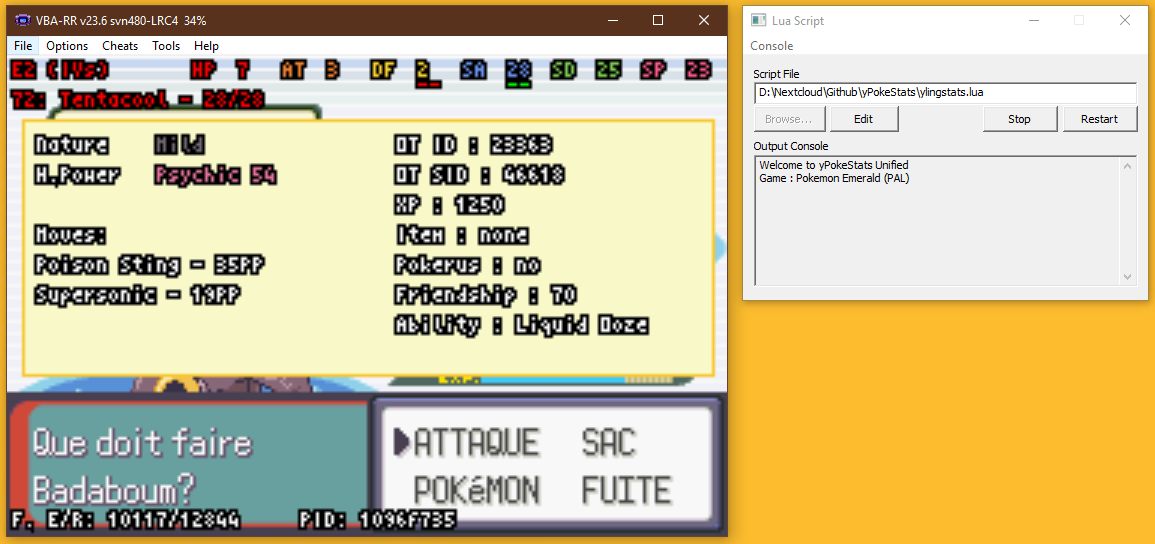 VBA-RR v23.6 svn480-LRC4 34%
File Options Cheats Tools Help
E2 (IVs) HP 7 AT 3 DF 2 SA 28 SD 25 SP 23
72: Tentacool - 28/28
Nature Mild
H.Power Psychic 54
Moves:
Poison Sting - 35PP
Supersonic - 19PP
OT ID : 23363
OT SID :
XP : 1250
Item : none
Pokerus : no
Friendship : 70
Ability : Liquid Ooze
Que doit faire
Badaboum?
ATTAQUE SAC
POKéMON FUITE
E/R: 10117/12844 PID: 1096F735
Lua Script
Console
Script File
D:\Nextcloud\Github\yPokeStats\ylingstats.lua
Browse... Edit Stop Restart
Output Console
Welcome to yPokeStats Unified
Game : Pokemon Emerald (PAL)